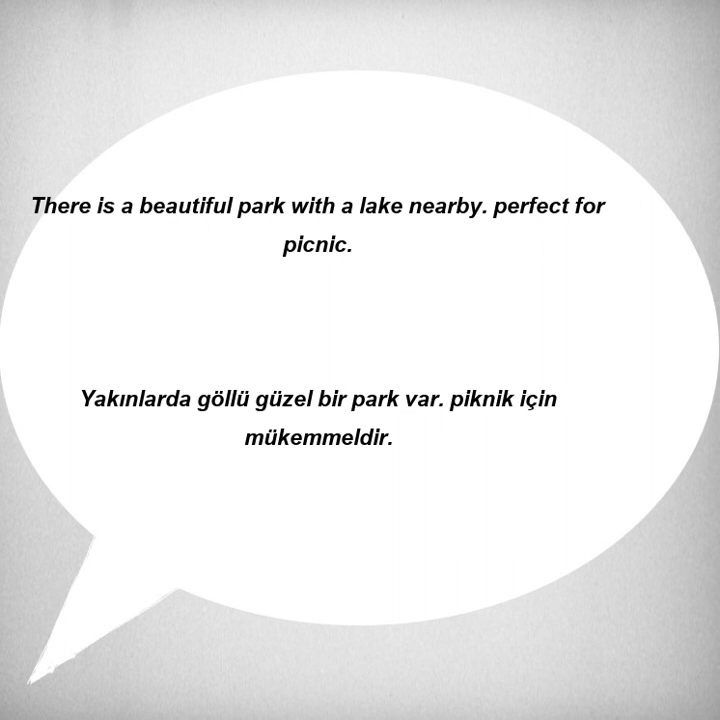 There is a beautiful park with a lake nearby. perfect for
picnic.
Yakınlarda göllü güzel bir park var. piknik için
mükemmeldir.